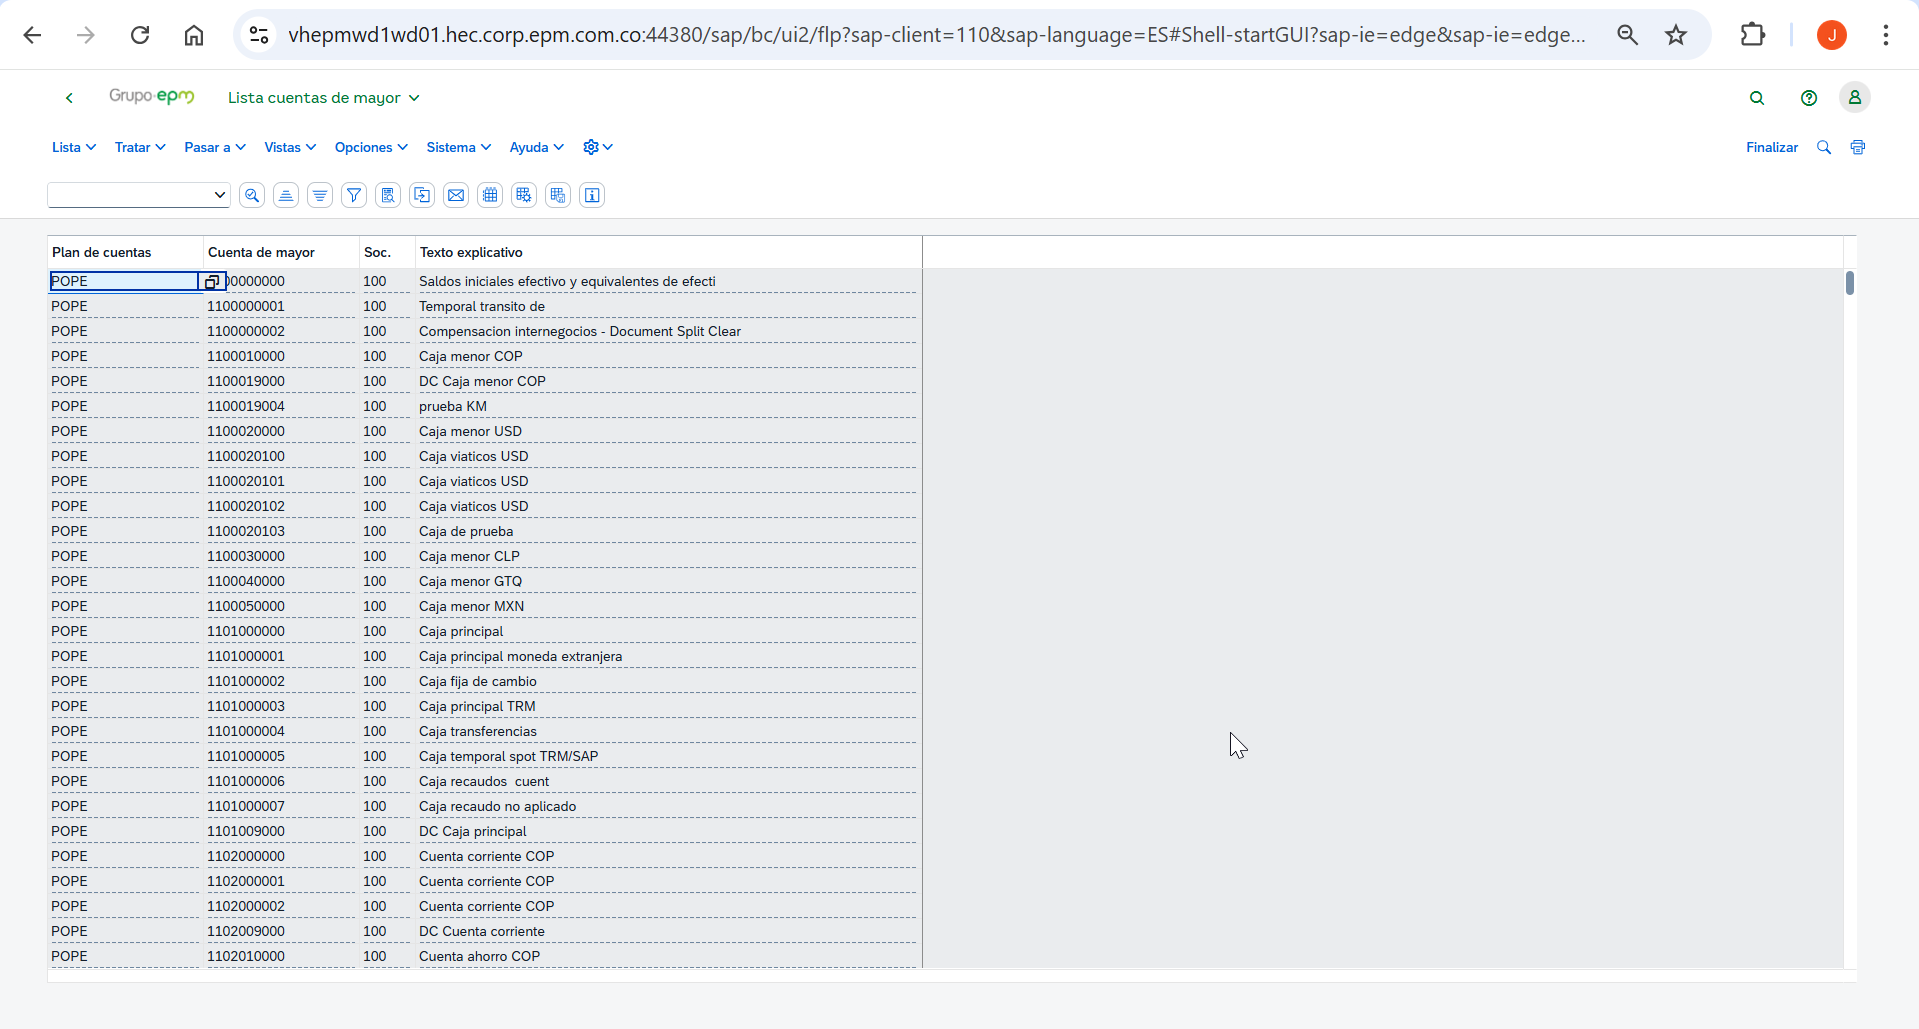 vhepmwd1wd01.hec.corp.epm.com.co:44380/sap/bc/ui2/flp?sap-client=110&sap-language=ES#Shell-startGUI?sap-ie=edge&sap-ie=edge...
J
Grupo·epm
Lista cuentas de mayor
Lista Tratar Pasar a Vistas Opciones Sistema Ayuda Finalizar
Plan de cuentas Cuenta de mayor Soc. Texto explicativo
POPE 00000000 100 Saldos iniciales efectivo y equivalentes de efecti
POPE 1100000001 100 Temporal transito de
POPE 1100000002 100 Compensacion internegocios - Document Split Clear
POPE 1100010000 100 Caja menor COP
POPE 1100019000 100 DC Caja menor COP
POPE 1100019004 100 prueba KM
POPE 1100020000 100 Caja menor USD
POPE 1100020100 100 Caja viaticos USD
POPE 1100020101 100 Caja viaticos USD
POPE 1100020102 100 Caja viaticos USD
POPE 1100020103 100 Caja de prueba
POPE 1100030000 100 Caja menor CLP
POPE 1100040000 100 Caja menor GTQ
POPE 1100050000 100 Caja menor MXN
POPE 1101000000 100 Caja principal
POPE 1101000001 100 Caja principal moneda extranjera
POPE 1101000002 100 Caja fija de cambio
POPE 1101000003 100 Caja principal TRM
POPE 1101000004 100 Caja transferencias
POPE 1101000005 100 Caja temporal spot TRM/SAP
POPE 1101000006 100 Caja recaudos  cuent
POPE 1101000007 100 Caja recaudo no aplicado
POPE 1101009000 100 DC Caja principal
POPE 1102000000 100 Cuenta corriente COP
POPE 1102000001 100 Cuenta corriente COP
POPE 1102000002 100 Cuenta corriente COP
POPE 1102009000 100 DC Cuenta corriente
POPE 1102010000 100 Cuenta ahorro COP